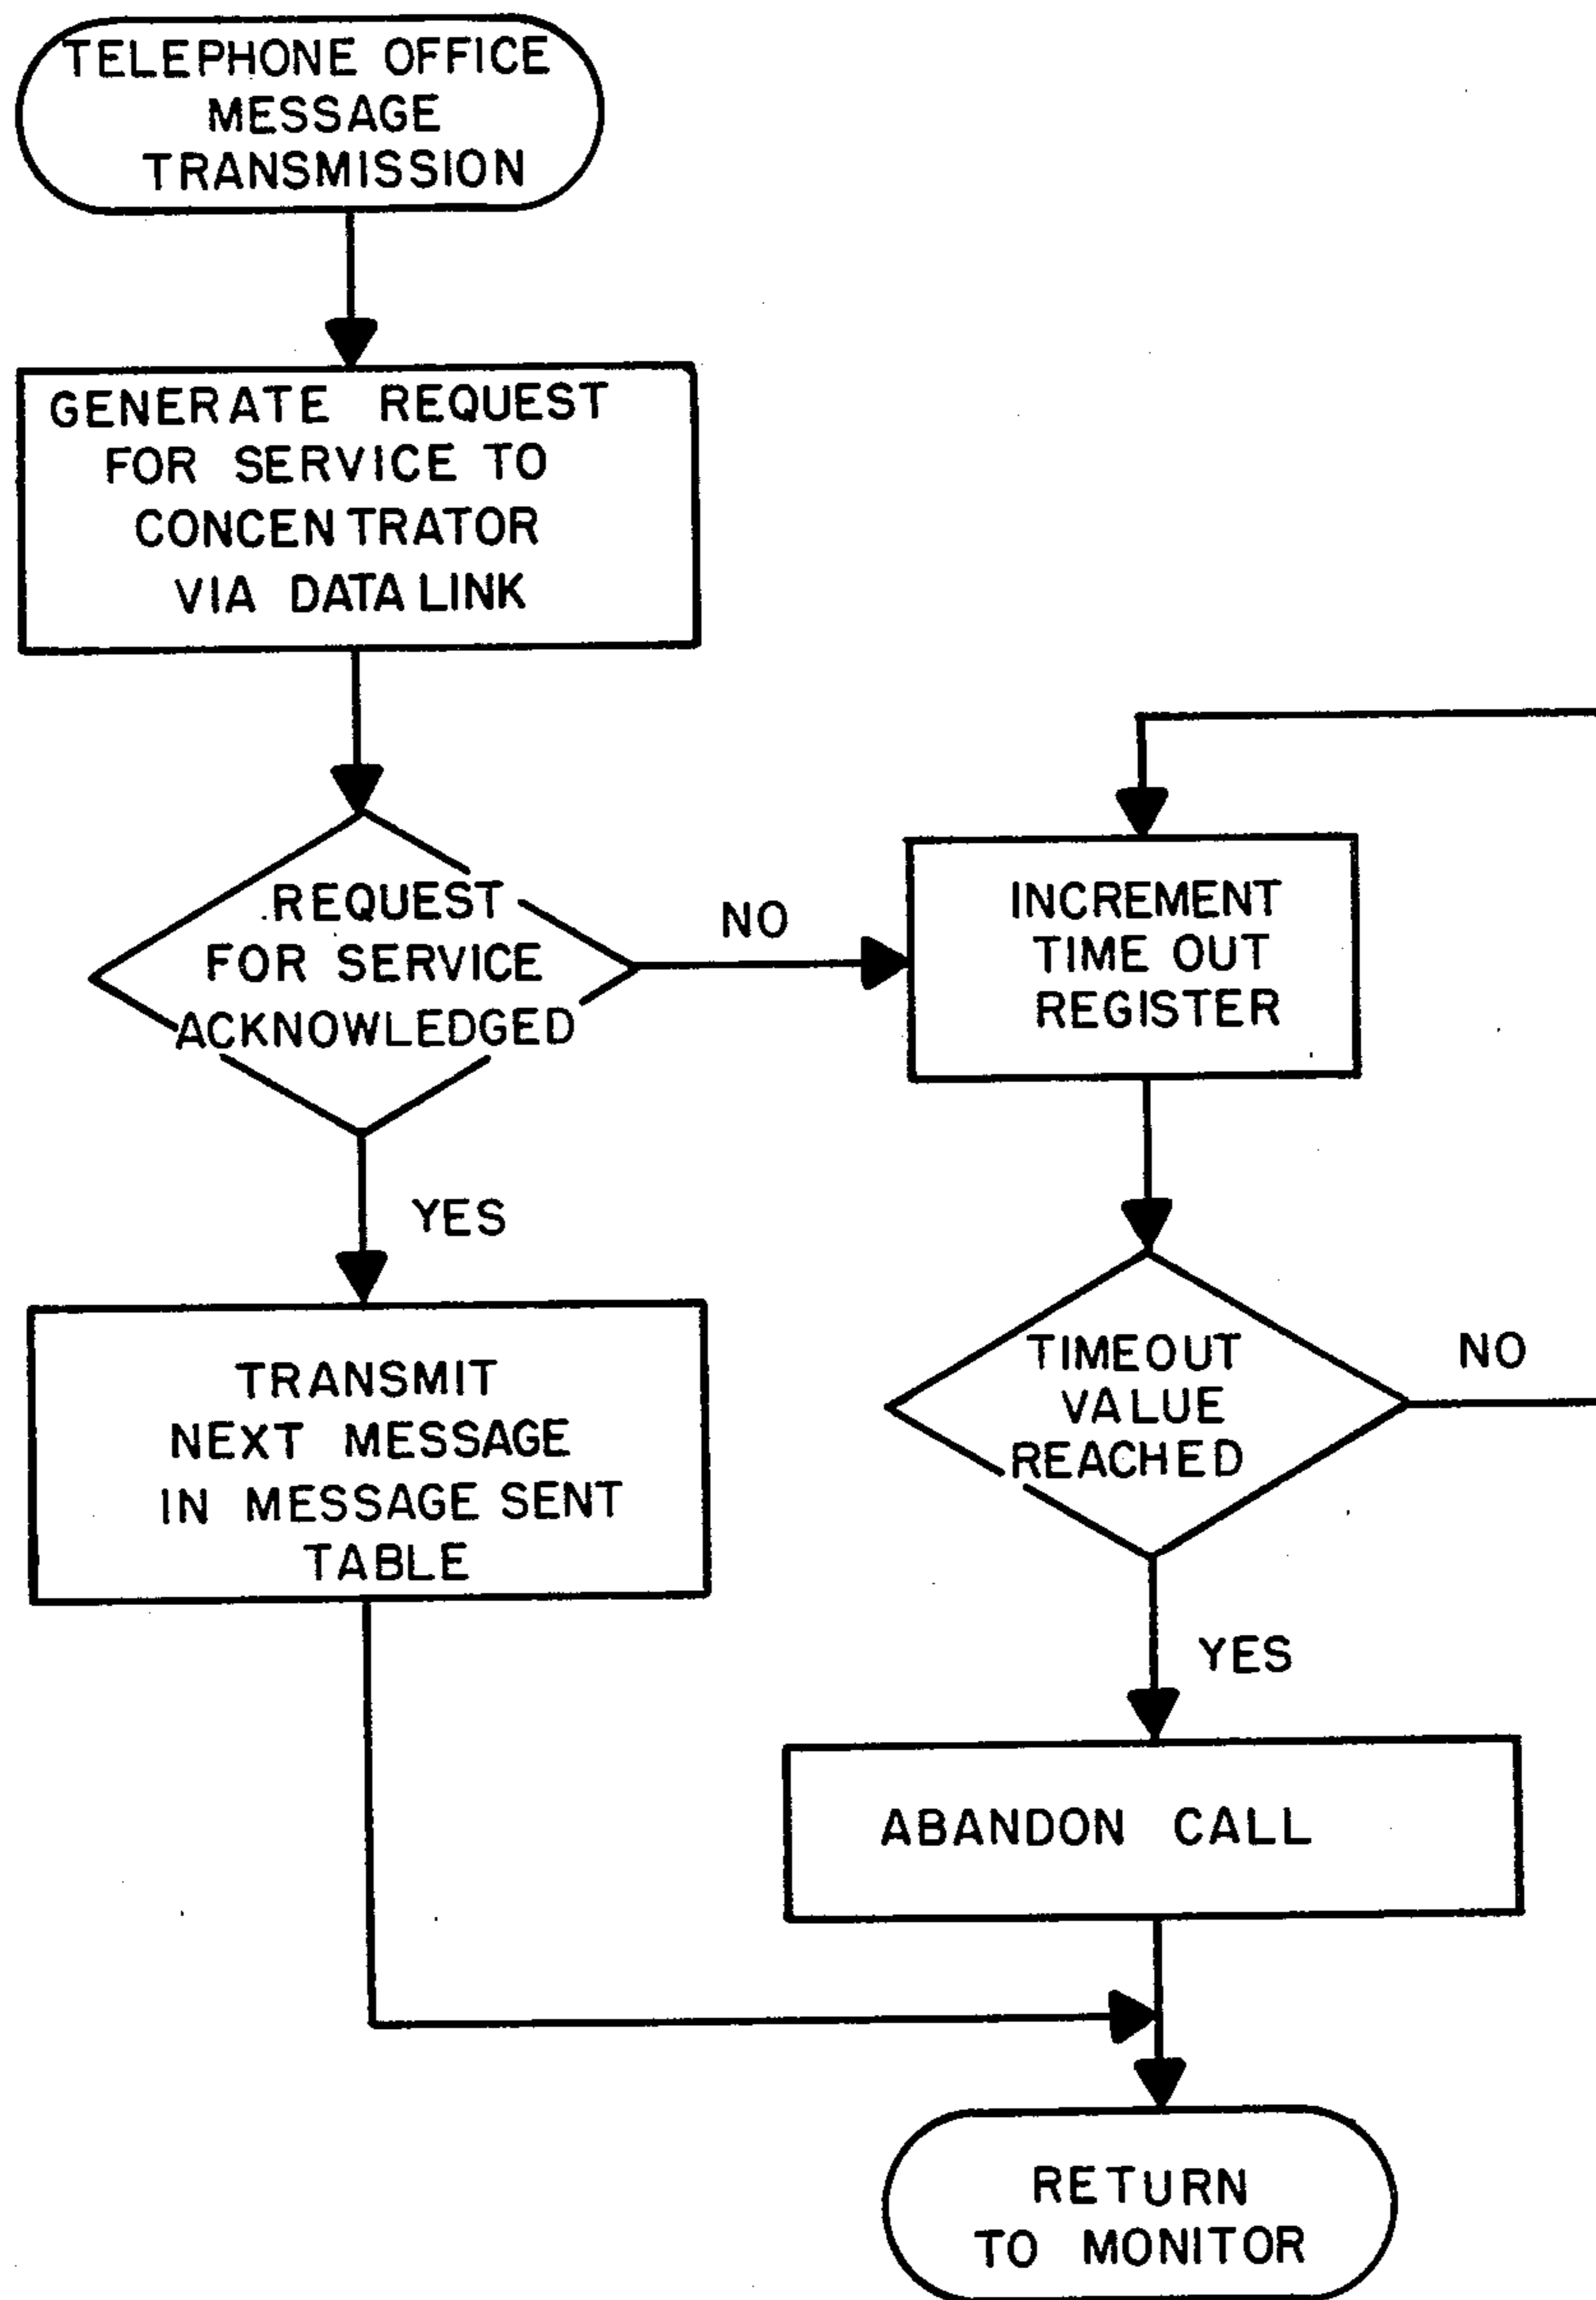 TELEPHONE OFFICE
MESSAGE
TRANSMISSION
GENERATE REQUEST
FOR SERVICE TO
CONCENTRATOR
VIA DATA LINK
REQUEST
FOR SERVICE
ACKNOWLEDGED
NO
YES
TRANSMIT
NEXT MESSAGE
IN MESSAGE SENT
TABLE
INCREMENT
TIME OUT
REGISTER
TIMEOUT
VALUE
REACHED
NO
YES
ABANDON CALL
RETURN
TO MONITOR